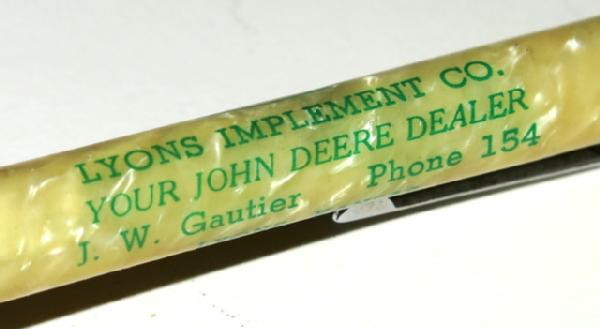 LYONS IMPLEMENT CO.
YOUR JOHN DEERE DEALER
J. W. Gautier Phone 154